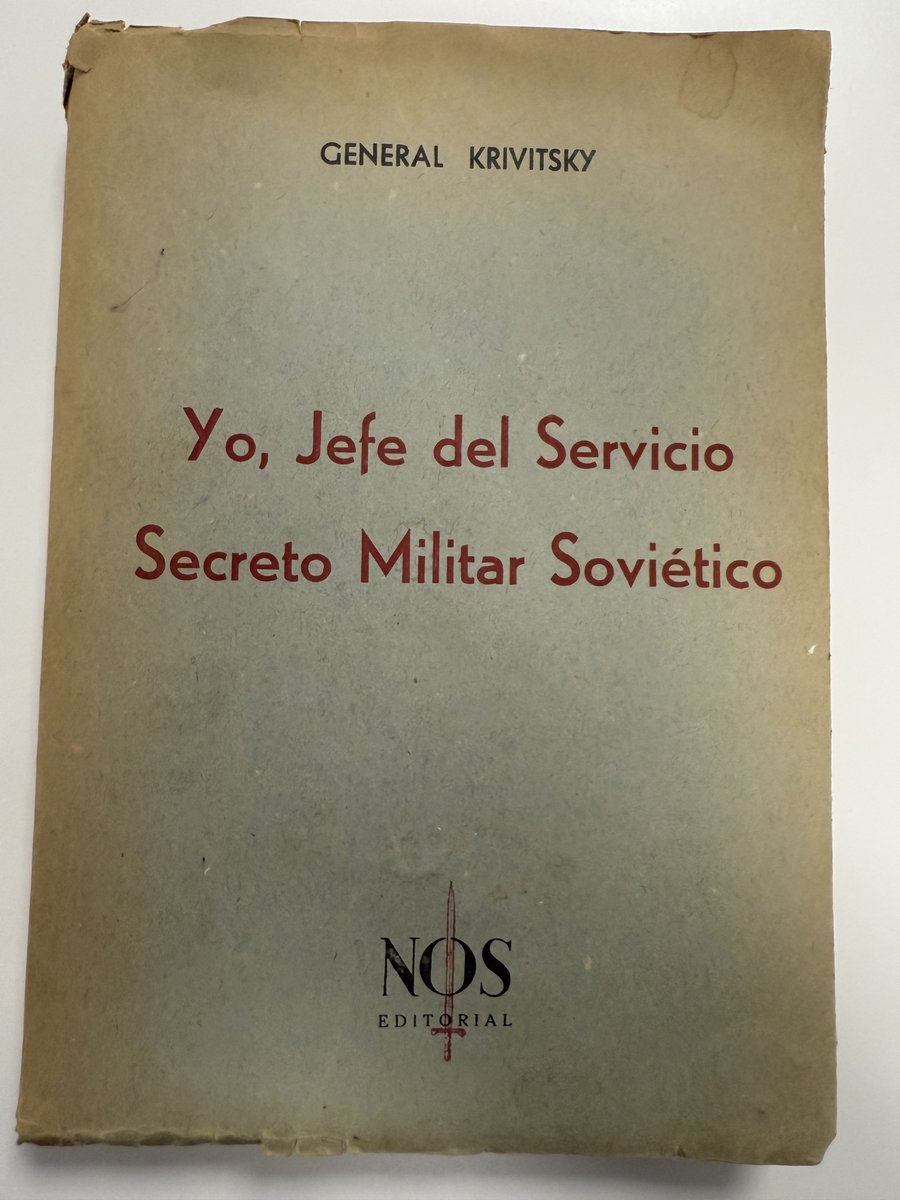 GENERAL KRIVITSKY
Yo, Jefe del Servicio
Secreto Militar Soviético
NOS
EDITORIAL